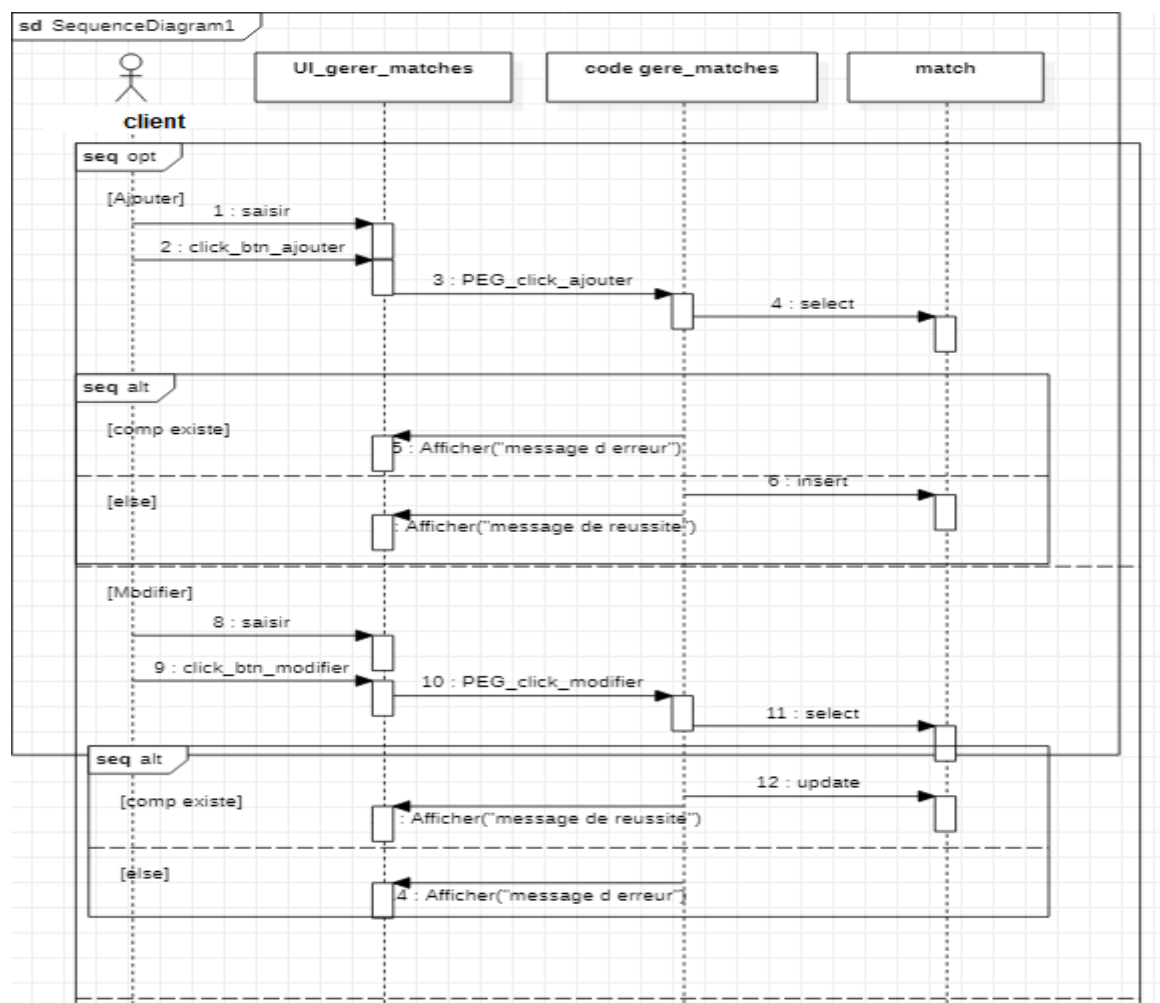 sd SequenceDiagram1
UI_gerer_matches
code gere_matches
match
client
seq opt
[Ajouter]
1 : saisir
2 : click_btn_ajouter
3 : PEG_click_ajouter
4 : select
seq alt
[comp existe]
5 : Afficher("message d erreur")
6 : insert
[else]
: Afficher("message de reussite")
[Modifier]
8 : saisir
9 : click_btn_modifier
10 : PEG_click_modifier
11 : select
seq alt
12 : update
[comp existe]
: Afficher("message de reussite")
[else]
4 : Afficher("message d erreur")